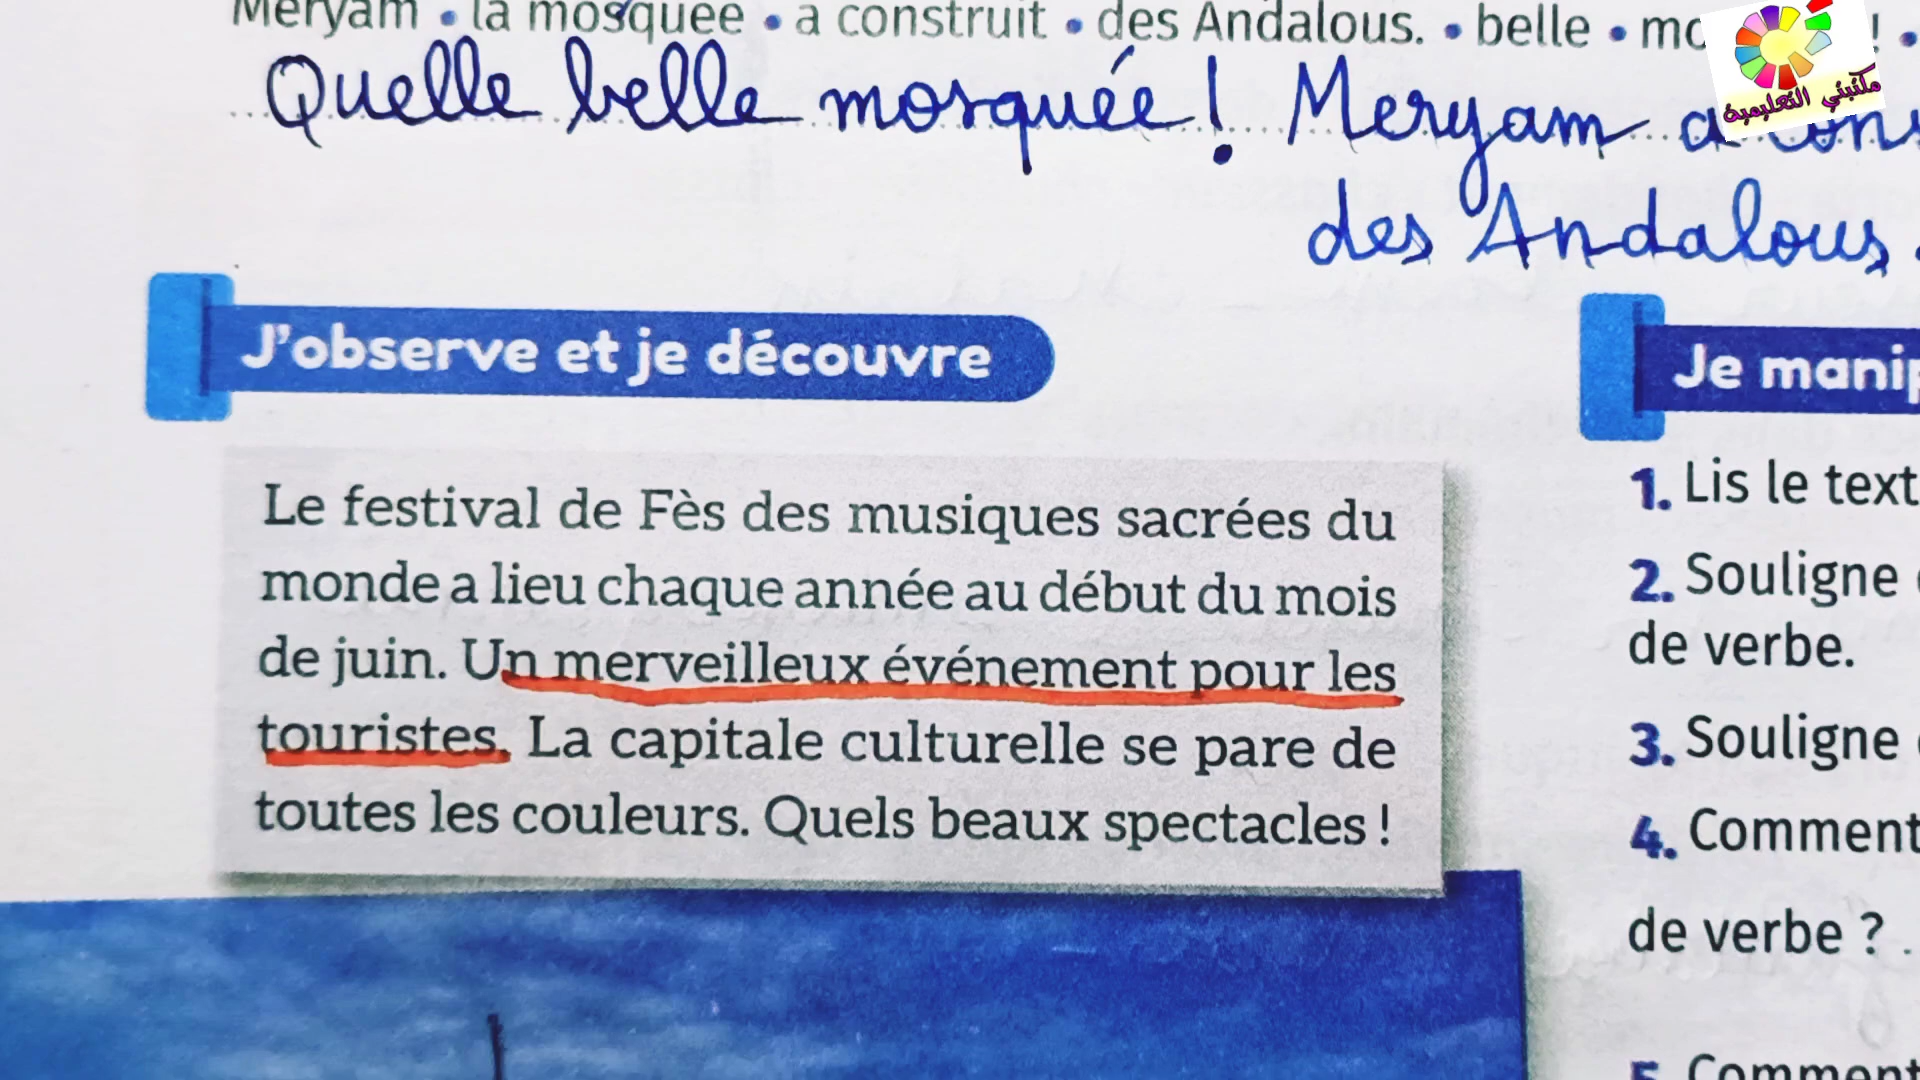 Meryam • la mosquée • a construit • des Andalous. • belle • ! •
Quelle belle mosquée ! Meryam a
des Andalous.
مكتبتي التعليمية
J'observe et je découvre
Le festival de Fès des musiques sacrées du
monde a lieu chaque année au début du mois
de juin. Un merveilleux événement pour les
touristes. La capitale culturelle se pare de
toutes les couleurs. Quels beaux spectacles !
Je
1. Lis le
2. Souligne
de verbe.
3. Souligne
4. Comment
de verbe ? .
5. Comment